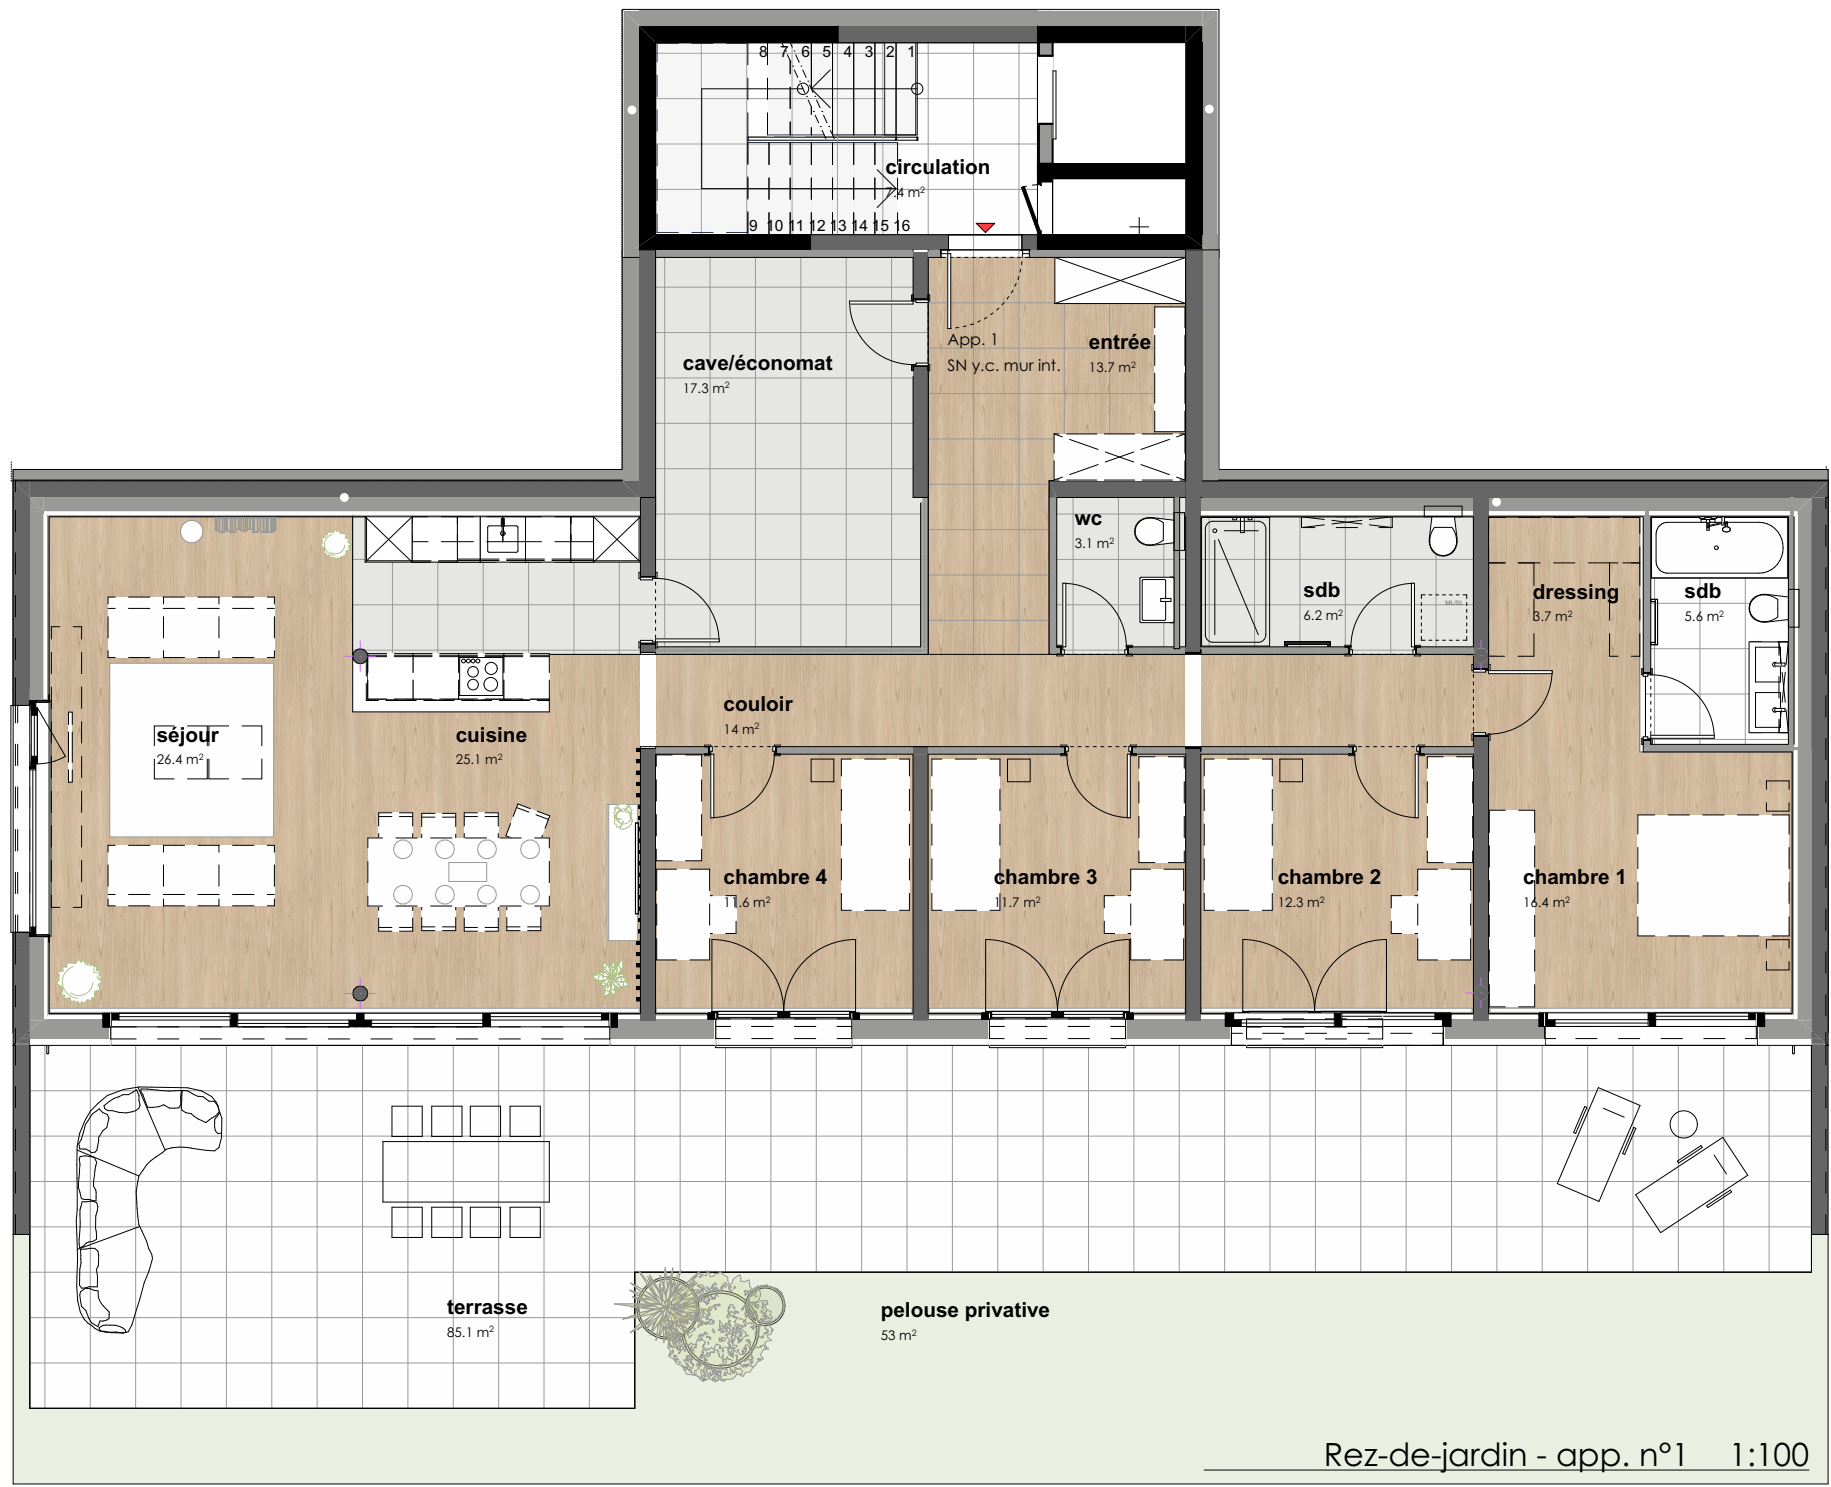 8 7 6 5 4 3 2 1
circulation
7.4 m²
9 10 11 12 13 14 15 16
App. 1
SN y.c. mur int.
entrée
13.7 m²
cave/économat
17.3 m²
wc
3.1 m²
sdb
6.2 m²
dressing
3.7 m²
sdb
5.6 m²
couloir
14 m²
séjour
26.4 m²
cuisine
25.1 m²
chambre 4
11.6 m²
chambre 3
11.7 m²
chambre 2
12.3 m²
chambre 1
16.4 m²
terrasse
85.1 m²
pelouse privative
53 m²
Rez-de-jardin - app. n°1 1:100